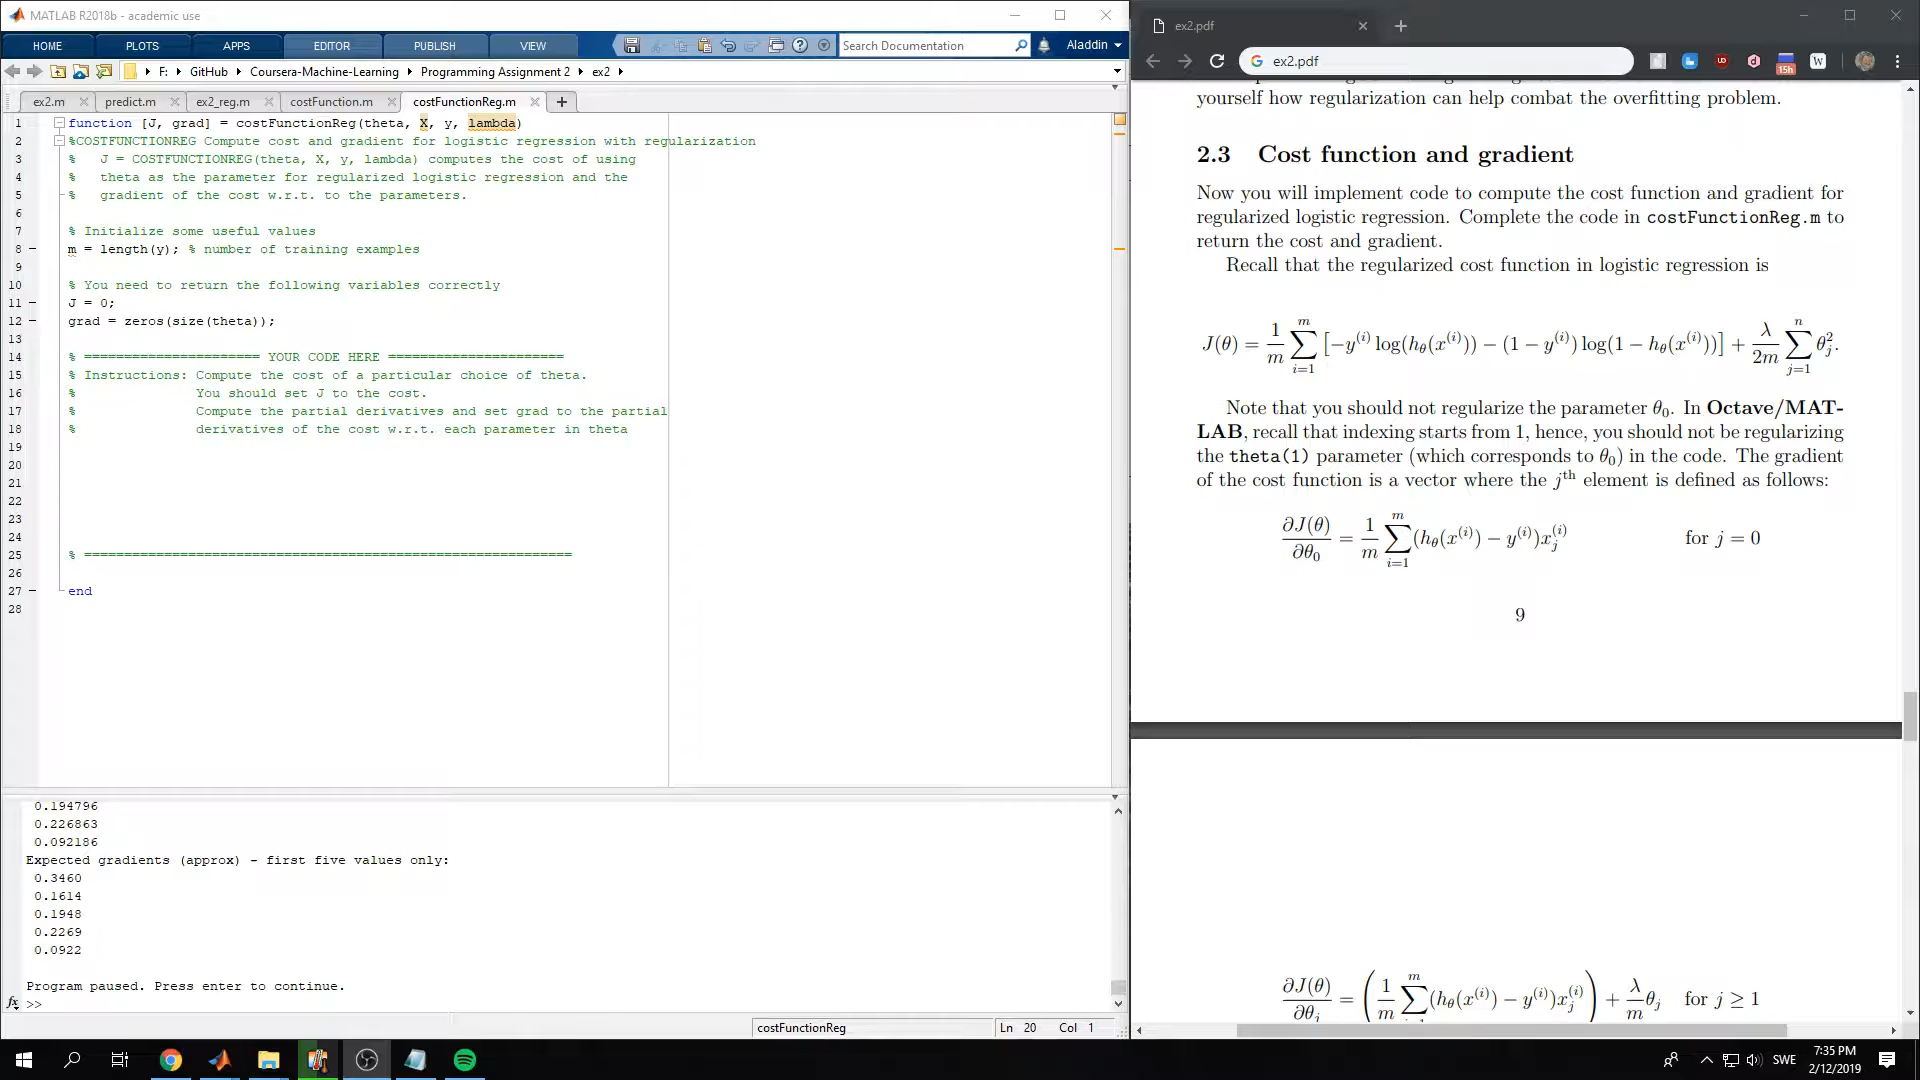 MATLAB R2018b - academic use
HOME PLOTS APPS EDITOR PUBLISH VIEW Search Documentation Aladdin
F: GitHub Coursera-Machine-Learning Programming Assignment 2 ex2
ex2.m predict.m ex2_reg.m costFunction.m costFunctionReg.m
1 function [J, grad] = costFunctionReg(theta, X, y, lambda)
2 %COSTFUNCTIONREG Compute cost and gradient for logistic regression with regularization
3 %   J = COSTFUNCTIONREG(theta, X, y, lambda) computes the cost of using
4 %   theta as the parameter for regularized logistic regression and the
5 %   gradient of the cost w.r.t. to the parameters.
6
7 % Initialize some useful values
8 m = length(y); % number of training examples
9
10 % You need to return the following variables correctly
11 J = 0;
12 grad = zeros(size(theta));
13
14 % ====================== YOUR CODE HERE ======================
15 % Instructions: Compute the cost of a particular choice of theta.
16 %               You should set J to the cost.
17 %               Compute the partial derivatives and set grad to the partial
18 %               derivatives of the cost w.r.t. each parameter in theta
19
20
21
22
23
24
25 % =============================================================
26
27 end
28
0.194796
0.226863
0.092186
Expected gradients (approx) - first five values only:
0.3460
0.1614
0.1948
0.2269
0.0922
Program paused. Press enter to continue.
fx >>
costFunctionReg Ln 20 Col 1
ex2.pdf
ex2.pdf
15h W
yourself how regularization can help combat the overfitting problem.
2.3 Cost function and gradient
Now you will implement code to compute the cost function and gradient for
regularized logistic regression. Complete the code in costFunctionReg.m to
return the cost and gradient.
Recall that the regularized cost function in logistic regression is
J(θ) = 1/m ∑_{i=1}^{m} [−y^{(i)} log(h_θ(x^{(i)})) − (1 − y^{(i)}) log(1 − h_θ(x^{(i)}))] + λ/2m ∑_{j=1}^{n} θ_j^2.
Note that you should not regularize the parameter θ₀. In Octave/MAT-
LAB, recall that indexing starts from 1, hence, you should not be regularizing
the theta(1) parameter (which corresponds to θ₀) in the code. The gradient
of the cost function is a vector where the j^th element is defined as follows:
∂J(θ)/∂θ₀ = 1/m ∑_{i=1}^{m} (h_θ(x^{(i)}) − y^{(i)})x_j^{(i)} for j = 0
9
∂J(θ)/∂θ_j = (1/m ∑^{m} (h_θ(x^{(i)}) − y^{(i)})x_j^{(i)}) + λ/m θ_j for j ≥ 1
SWE 7:35 PM
2/12/2019